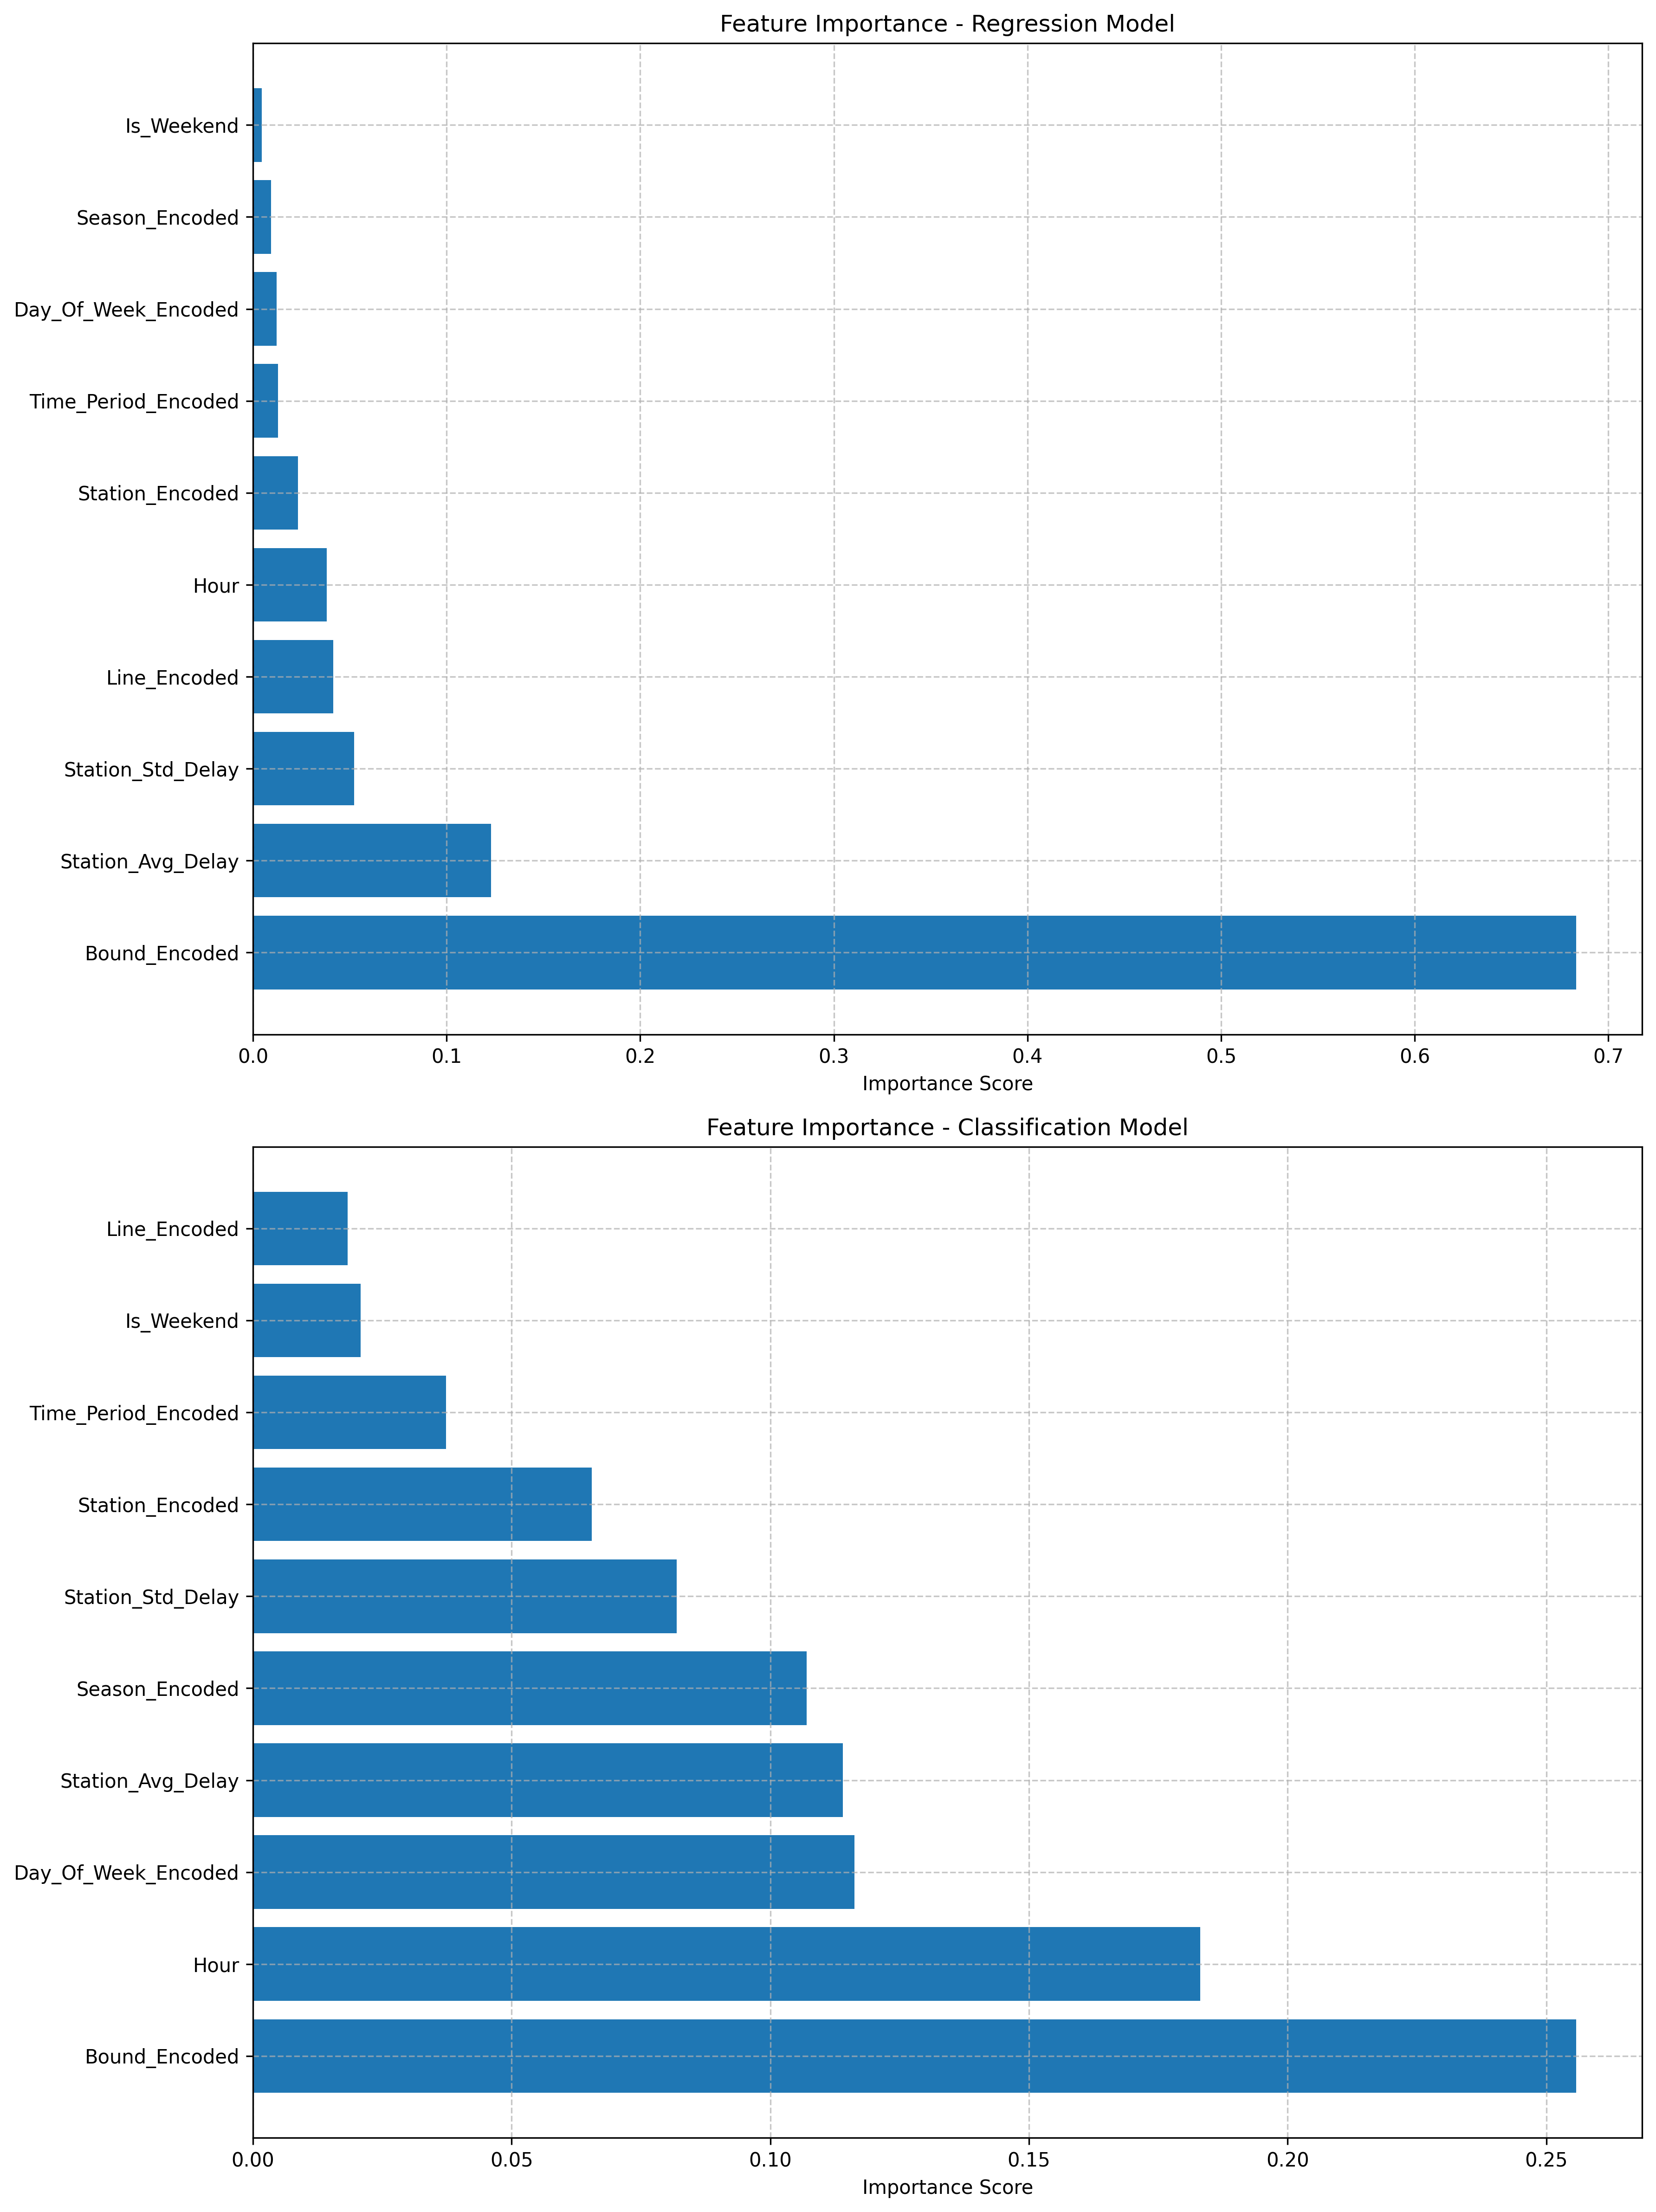 Feature Importance - Regression Model
Is_Weekend
Season_Encoded
Day_Of_Week_Encoded
Time_Period_Encoded
Station_Encoded
Hour
Line_Encoded
Station_Std_Delay
Station_Avg_Delay
Bound_Encoded
0.0 0.1 0.2 0.3 0.4 0.5 0.6 0.7
Importance Score
Feature Importance - Classification Model
Line_Encoded
Is_Weekend
Time_Period_Encoded
Station_Encoded
Station_Std_Delay
Season_Encoded
Station_Avg_Delay
Day_Of_Week_Encoded
Hour
Bound_Encoded
0.00 0.05 0.10 0.15 0.20 0.25
Importance Score